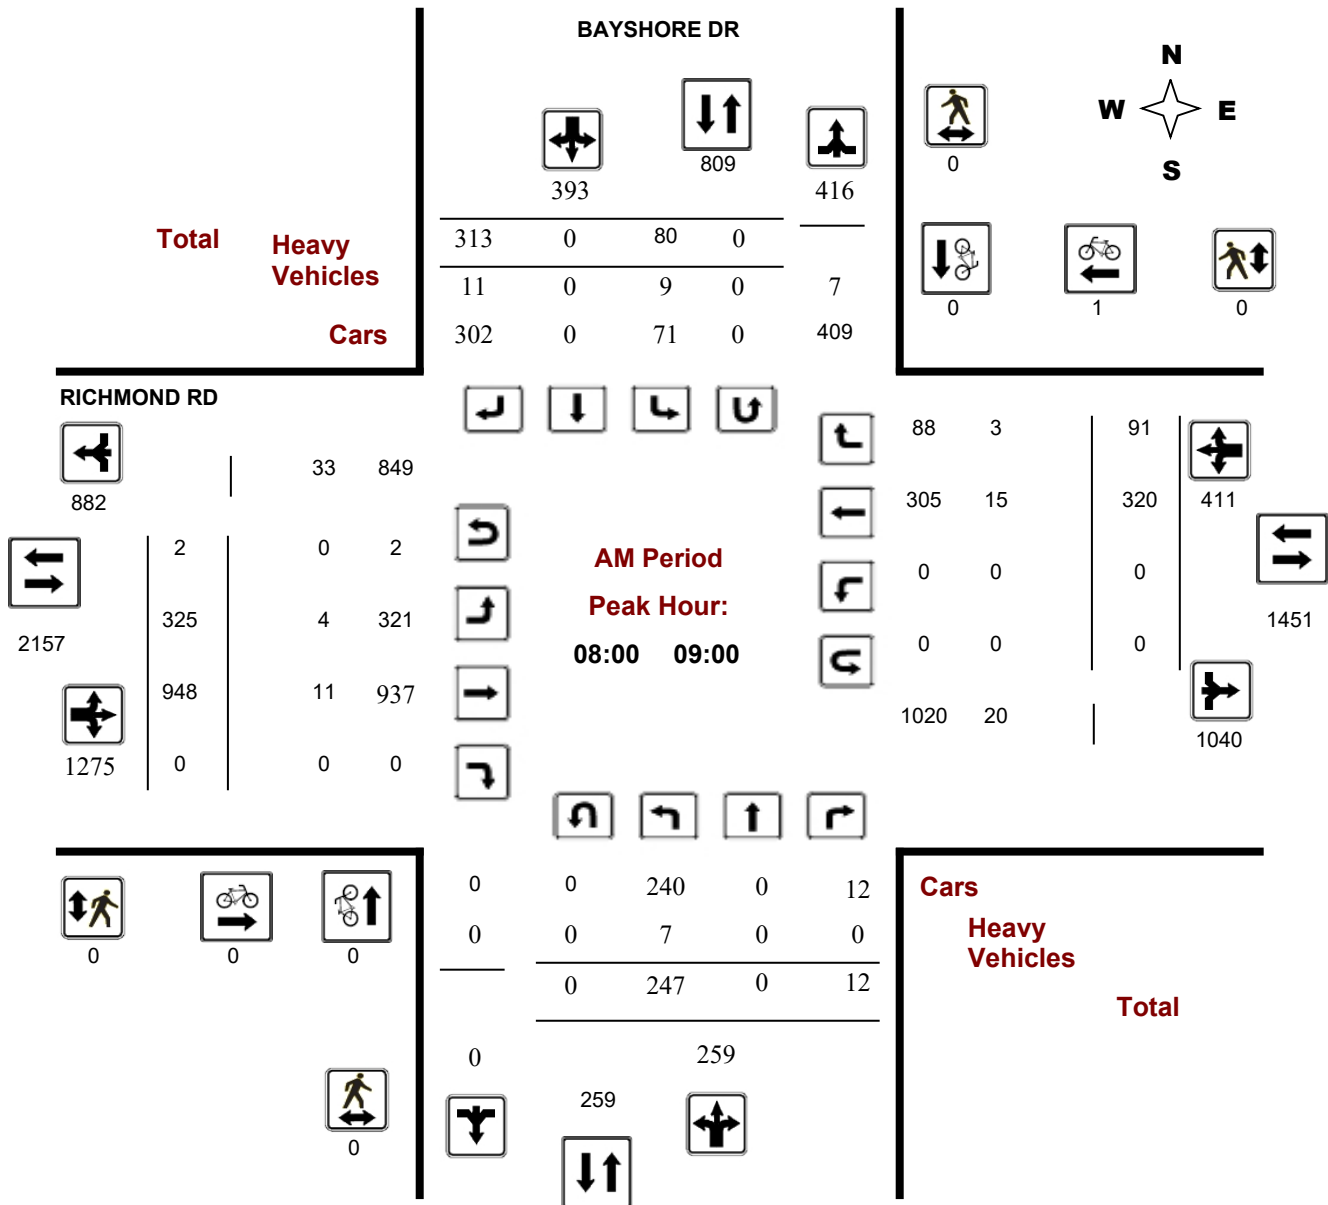 BAYSHORE DR
N
W E
S
809
0
393
416
Total Heavy Vehicles
313 0 80 0
11 0 9 0 7
Cars
302 0 71 0 409
0 1 0
RICHMOND RD
88 3 91
33 849
882
305 15 320 411
2 0 2
AM Period
0 0 0
325 4 321
Peak Hour:
1451
2157
08:00 09:00
0 0 0
948 11 937
1020 20
1040
1275 0 0 0
0 0 240 0 12
Cars
0 0 7 0 0
Heavy Vehicles
0 0 0
0 247 0 12
Total
0 259
259
0